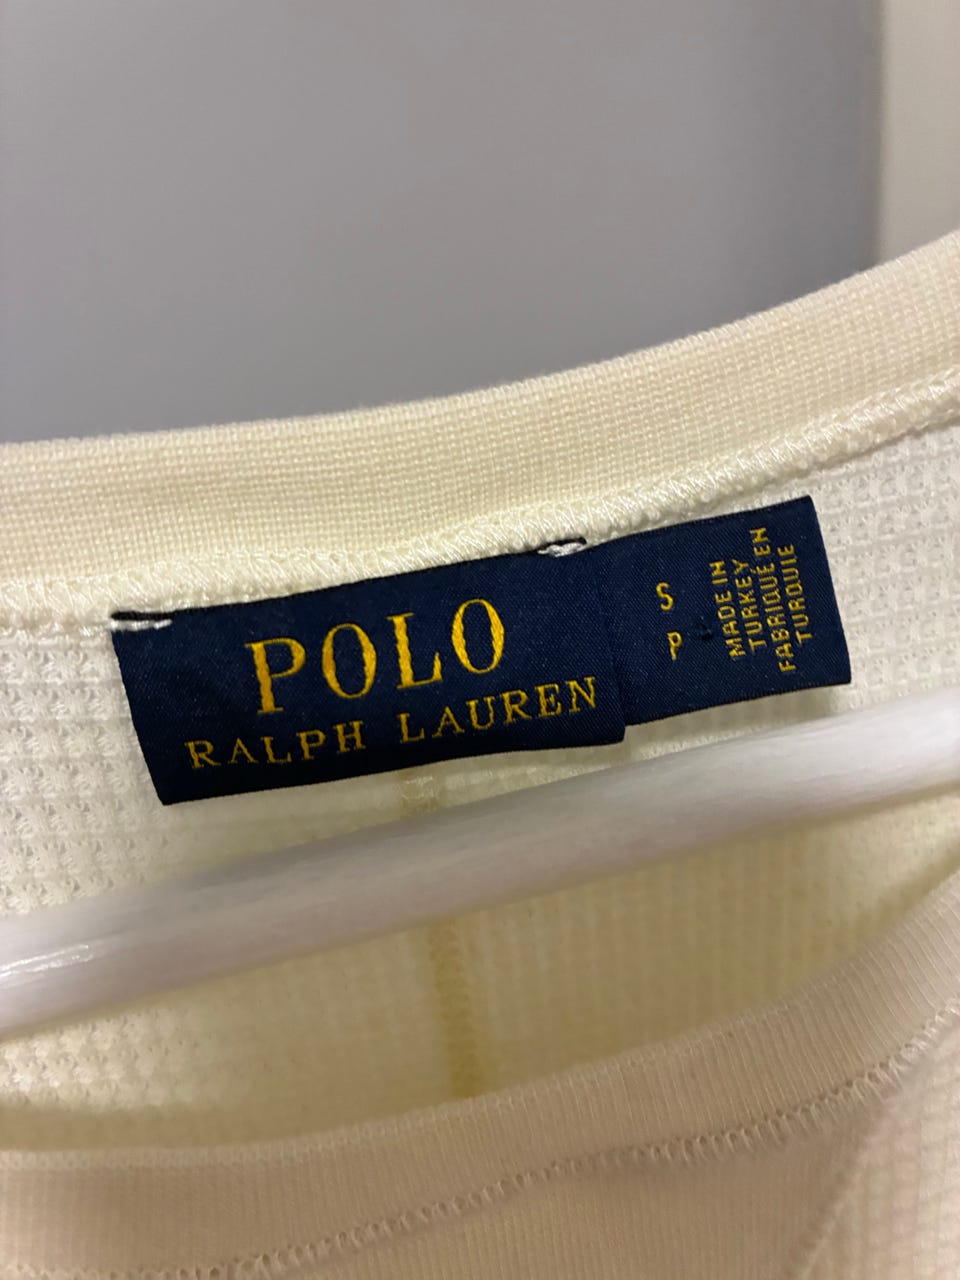 POLO
RALPH LAUREN
S
P
MADE IN
TURKEY
FABRIQUÉ EN
TURQUIE